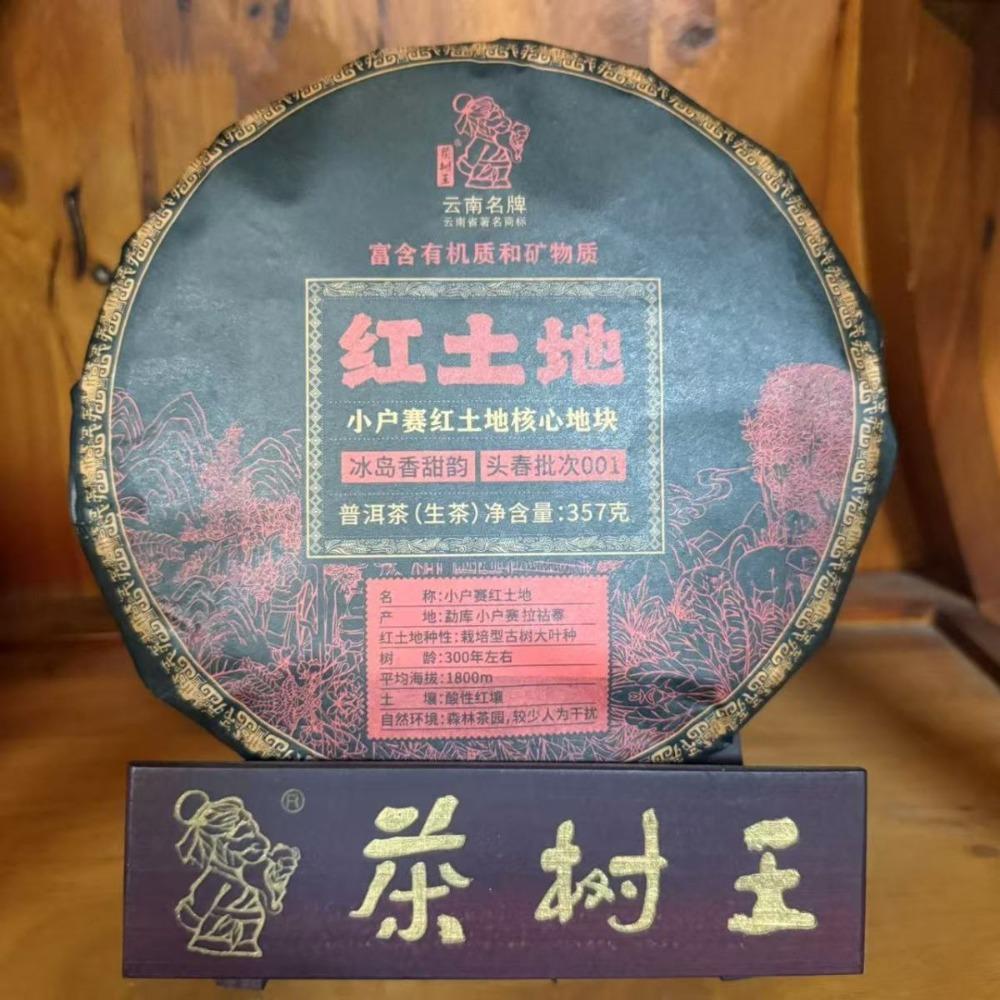 茶树王
云南名牌
云南省著名商标
富含有机质和矿物质
红土地
小户赛红土地核心地块
冰岛香甜韵 头春批次001
普洱茶(生茶)净含量:357克
名 称:小户赛红土地
产 地:勐库 小户赛 拉祜寨
红土地种性:栽培型古树大叶种
树 龄:300年左右
平均海拔:1800m
土 壤:酸性红壤
自然环境:森林茶园,较少人为干扰
® 茶树王